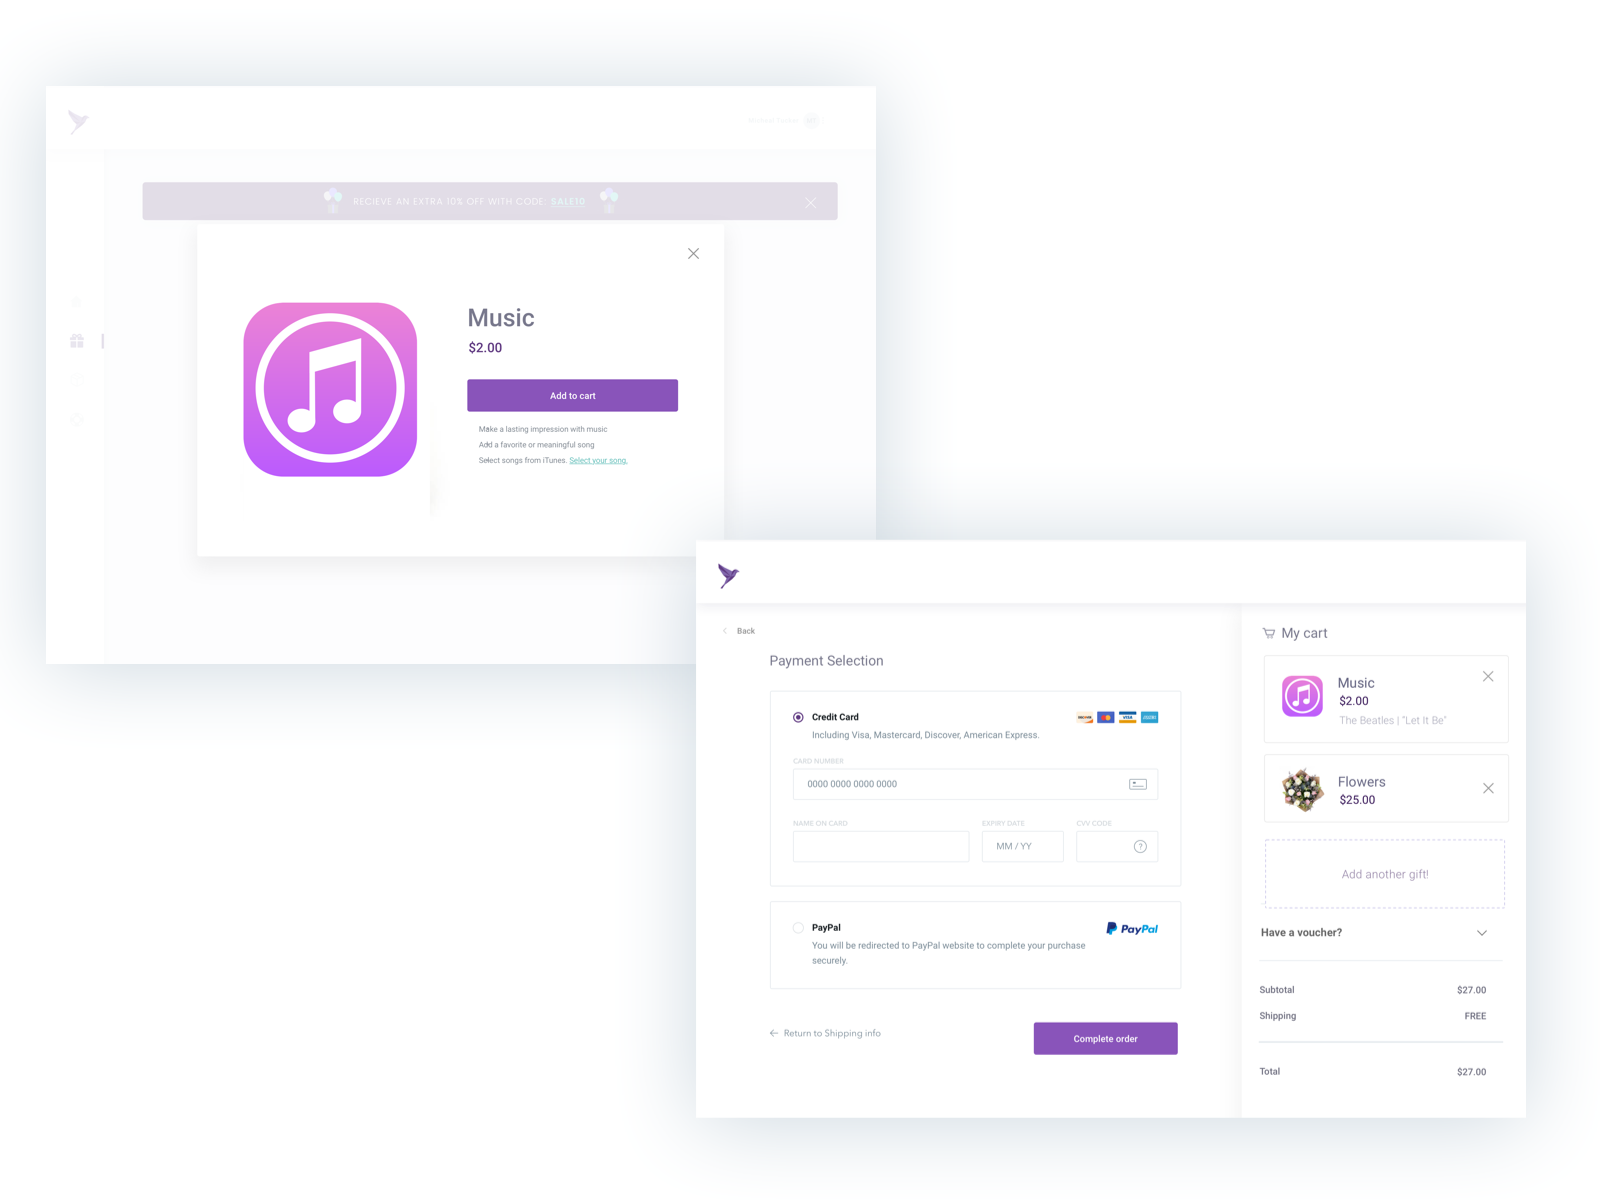 RECIEVE AN EXTRA 10% OFF WITH CODE SALE10
Music
$2.00
Add to cart
Make a lasting impression with music
Add a favorite or meaningful song
Select songs from iTunes. Select your song.
Back
Payment Selection
Credit Card
Including Visa, Mastercard, Discover, American Express.
DISCOVER
VISA
CARD NUMBER
0000 0000 0000 0000
NAME ON CARD
EXPIRY DATE
CVV CODE
MM / YY
?
PayPal
PayPal
You will be redirected to PayPal website to complete your purchase
securely.
Return to Shipping info
Complete order
My cart
Music
$2.00
The Beatles | "Let It Be"
Flowers
$25.00
Add another gift!
Have a voucher?
Subtotal $27.00
Shipping FREE
Total $27.00